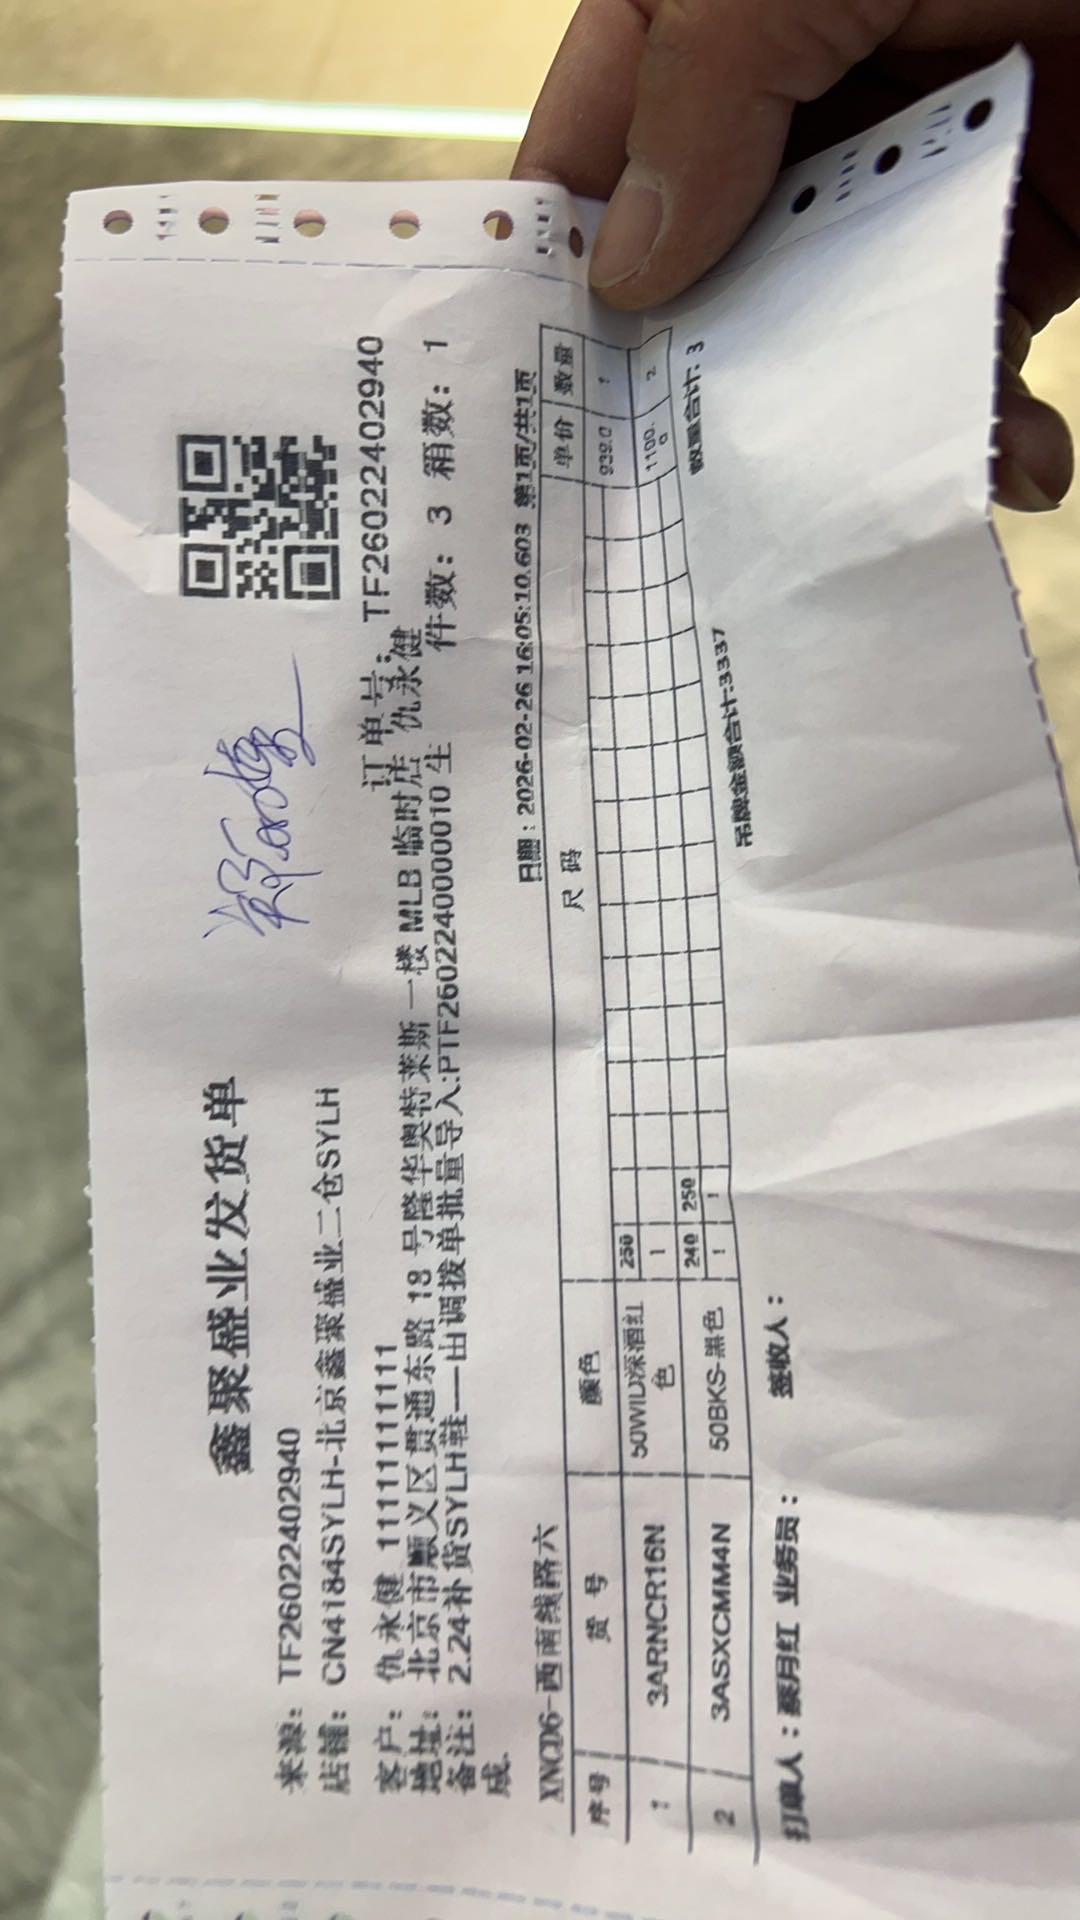 鑫聚盛业发货单
来源: TF26022402940
店铺: CN4184SYLH-北京鑫聚盛业二仓SYLH
订单号: TF26022402940
客户: 仇永健 11111111111
地址: 北京市顺义区贯通东路 18 号隆华奥特莱斯 一楼 MLB 临时店 仇永健
备注: 2.24补货SYLH鞋——由调拨单批量导入:PTF260224000010 生
成
件数: 3 箱数: 1
XNCD6-西南线路六
日期: 2026-02-26 16:05:10.603 第1页/共1页
序号 货 号 颜色 尺 码 单价 数量
250
1 3ARNCR16N 50WID深酒红色 1 939.0 1
240 250
2 3ASXCMM4N 50BKS-黑色 1 1 1100.0 2
吊牌金额合计:3337 数量合计: 3
打单人: 蔡月红 业务员: 签收人: